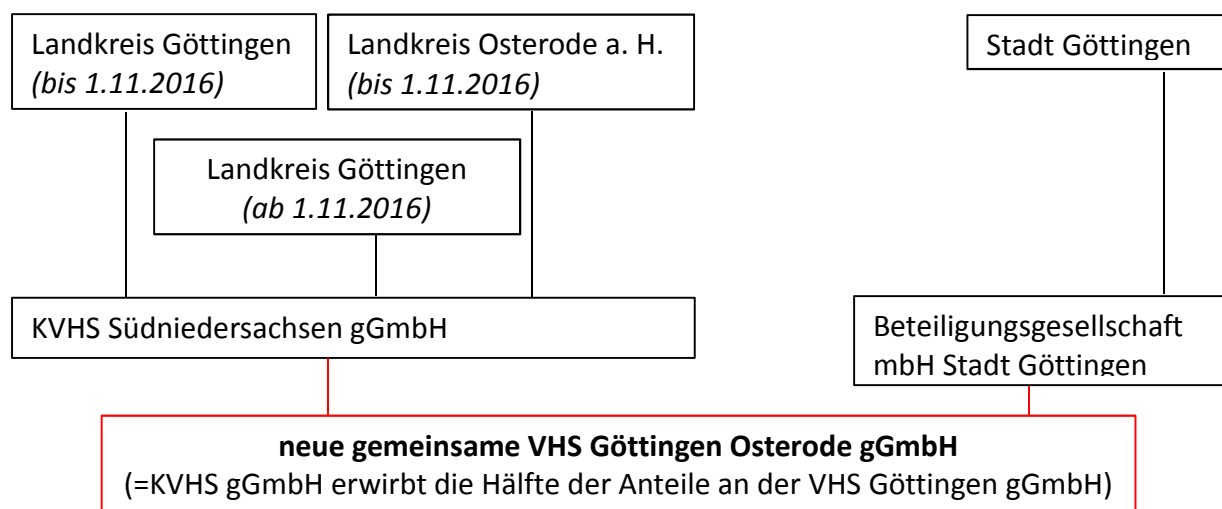 Landkreis Göttingen
(bis 1.11.2016)
Landkreis Osterode a. H.
(bis 1.11.2016)
Stadt Göttingen
Landkreis Göttingen
(ab 1.11.2016)
KVHS Südniedersachsen gGmbH
Beteiligungsgesellschaft
mbH Stadt Göttingen
neue gemeinsame VHS Göttingen Osterode gGmbH
(=KVHS gGmbH erwirbt die Hälfte der Anteile an der VHS Göttingen gGmbH)